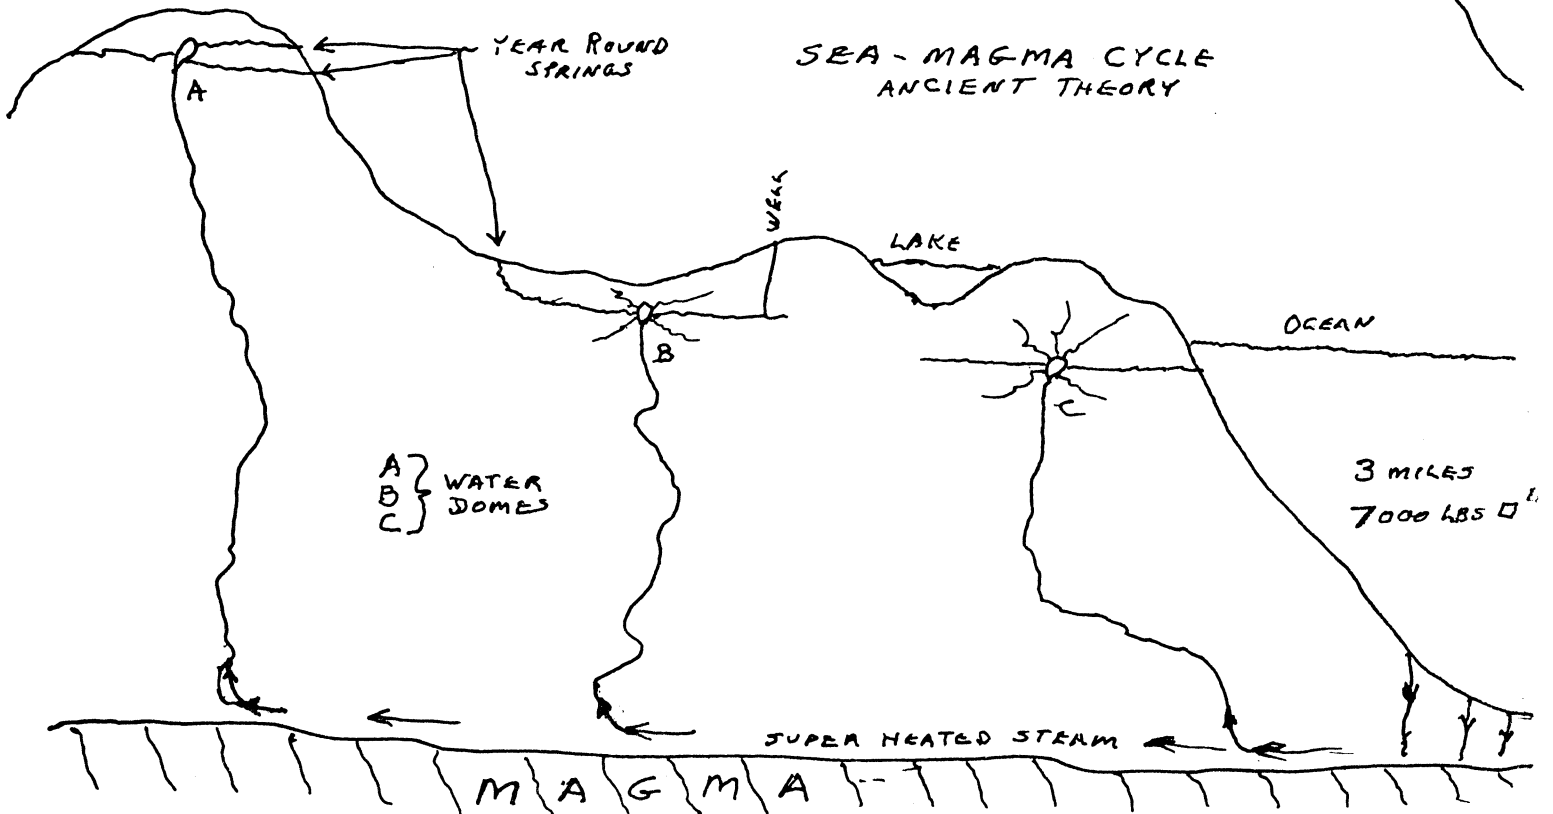 YEAR ROUND
SPRINGS
SEA - MAGMA CYCLE
ANCIENT THEORY
A
WELL
LAKE
OCEAN
B
C
A } WATER
B } DOMES
C }
3 MILES
7000 LBS □"
SUPER HEATED STEAM
MAGMA